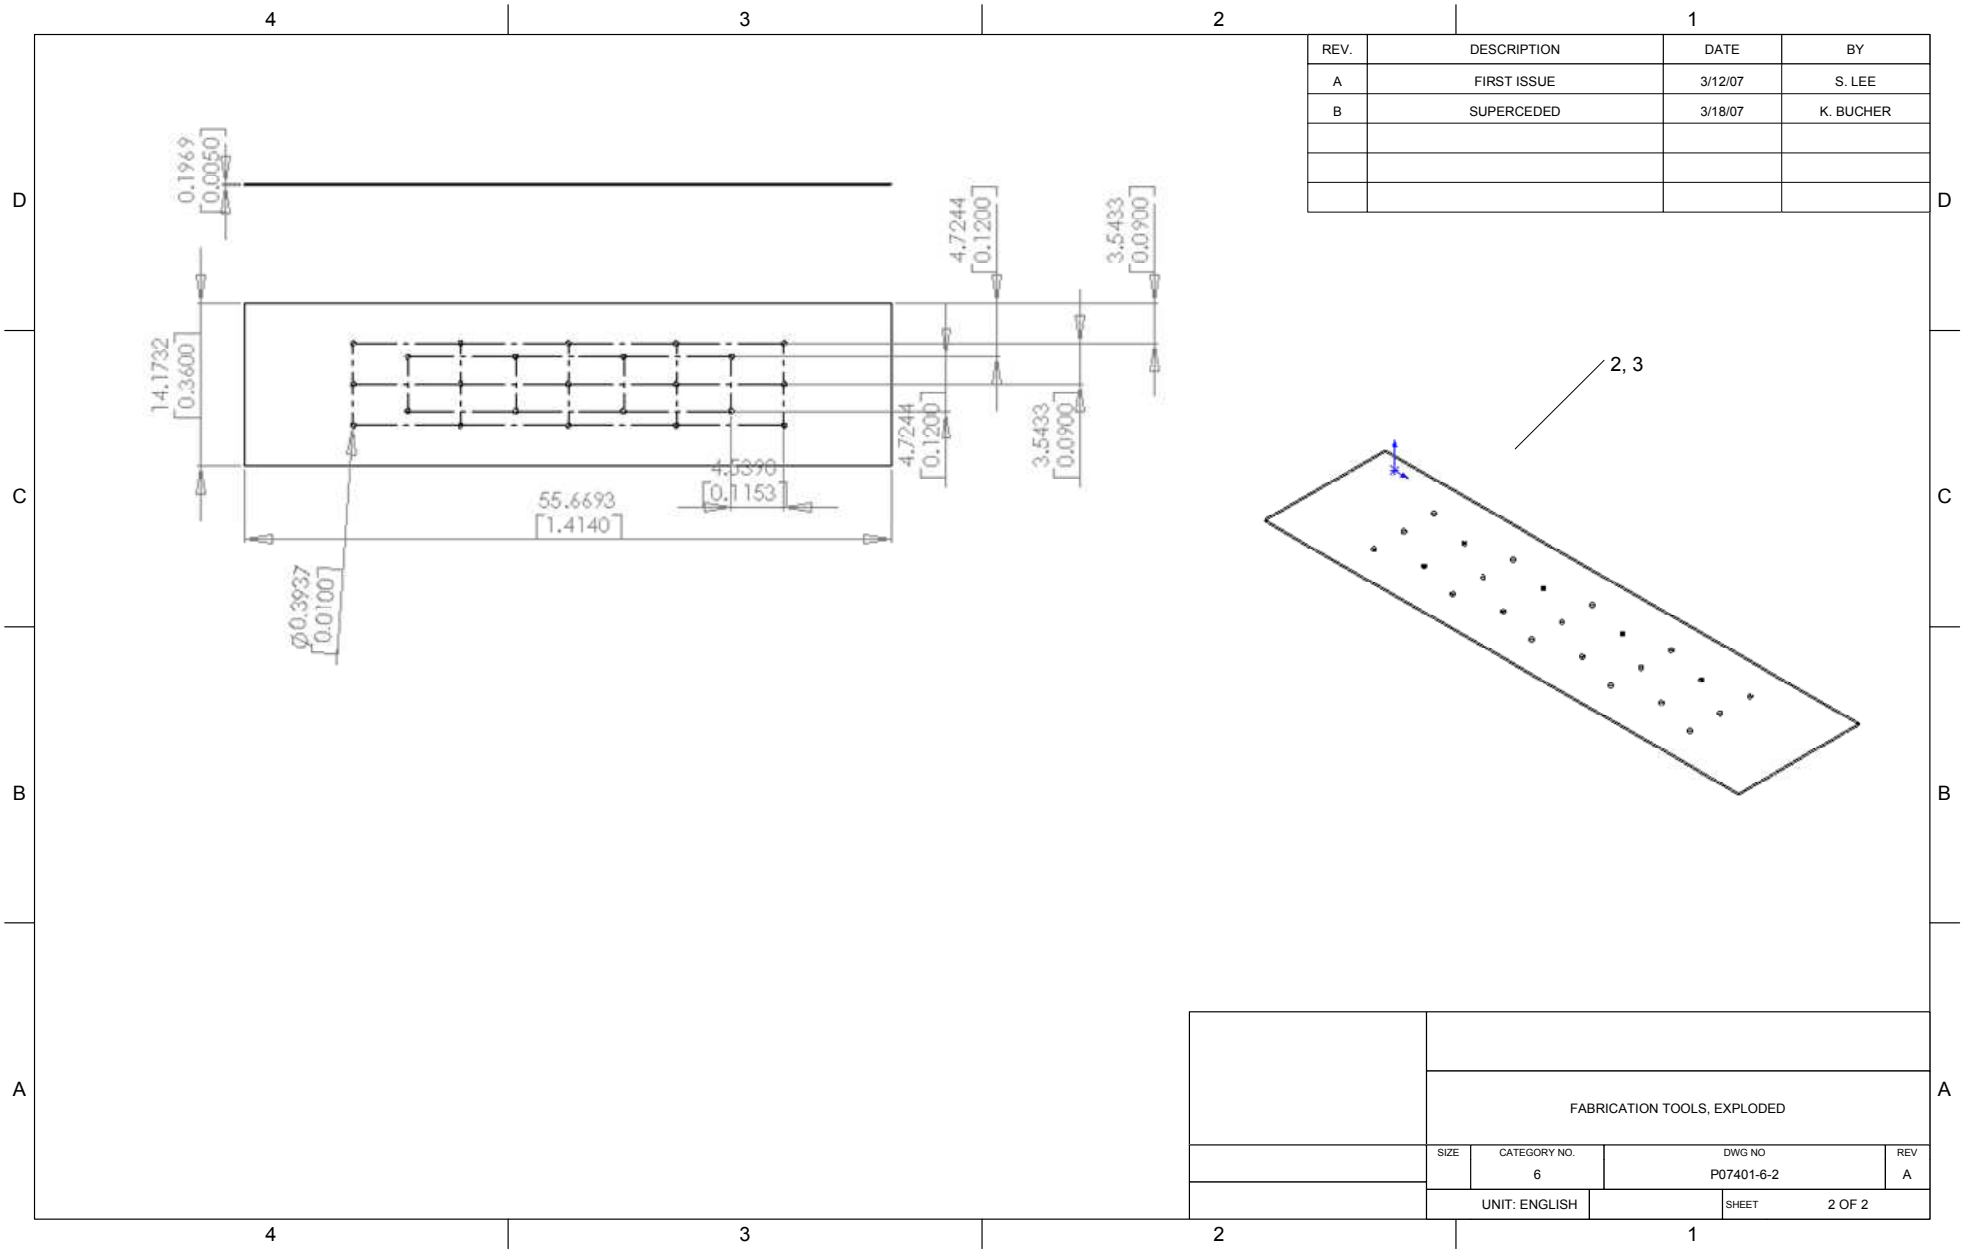 4 3 2 1
REV. DESCRIPTION DATE BY
A FIRST ISSUE 3/12/07 S. LEE
B SUPERCEDED 3/18/07 K. BUCHER
D D
0.1969
[0.0050]
4.7244
[0.1200]
3.5433
[0.0900]
14.1732
[0.3600]
2, 3
4.7244
[0.1200]
3.5433
[0.0900]
4.5390
[0.1153]
C C
55.6693
[1.4140]
Ø0.3937
[0.0100]
B B
A A
FABRICATION TOOLS, EXPLODED
SIZE CATEGORY NO. DWG NO REV
6 P07401-6-2 A
UNIT: ENGLISH SHEET 2 OF 2
4 3 2 1